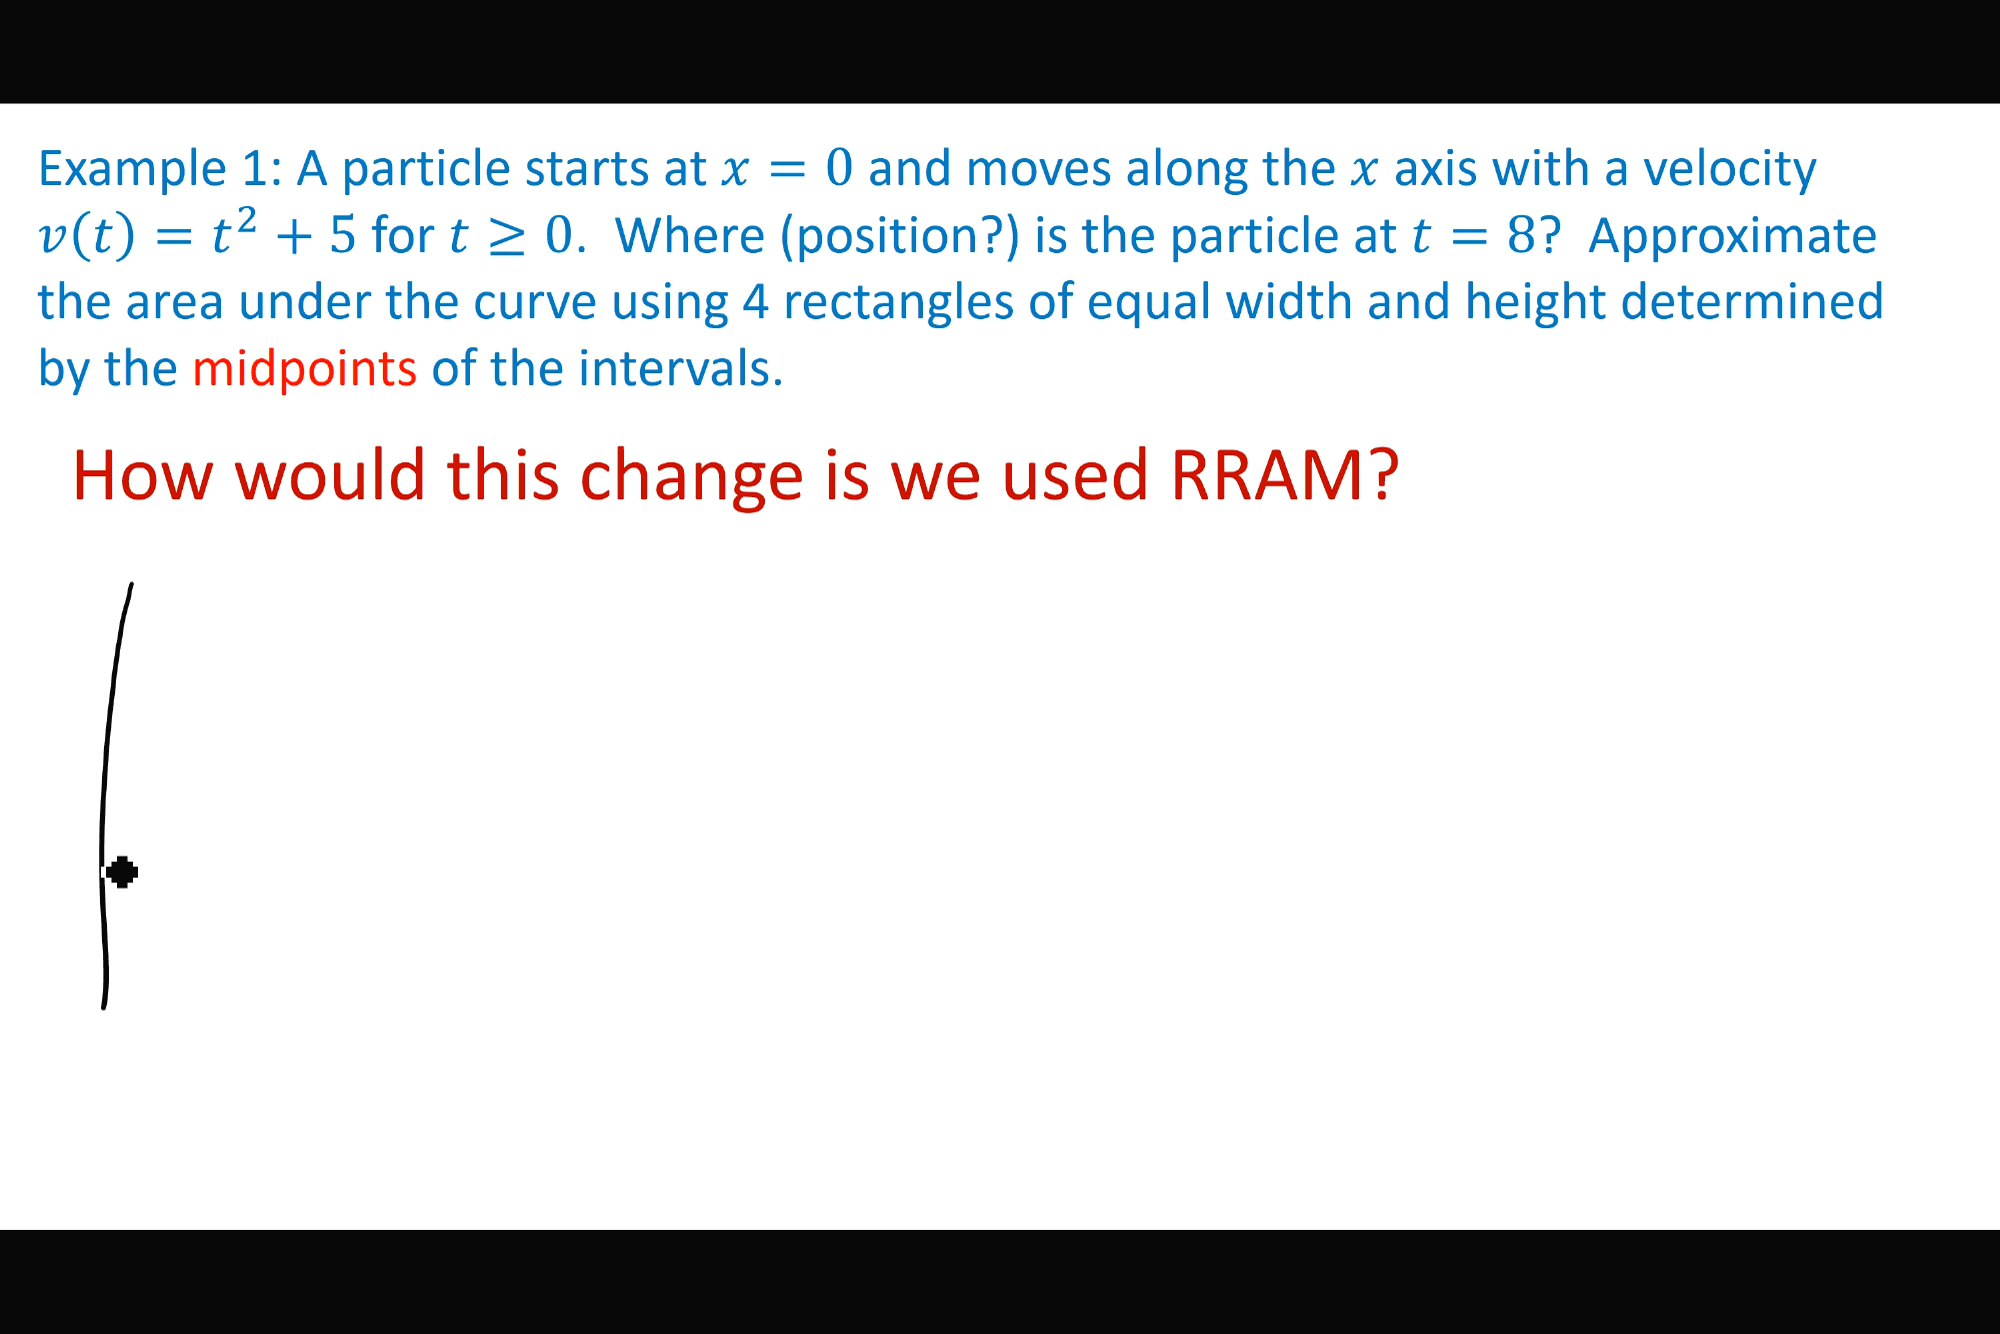 Example 1: A particle starts at x = 0 and moves along the x axis with a velocity
v(t) = t² + 5 for t ≥ 0.  Where (position?) is the particle at t = 8?  Approximate
the area under the curve using 4 rectangles of equal width and height determined
by the midpoints of the intervals.
How would this change is we used RRAM?